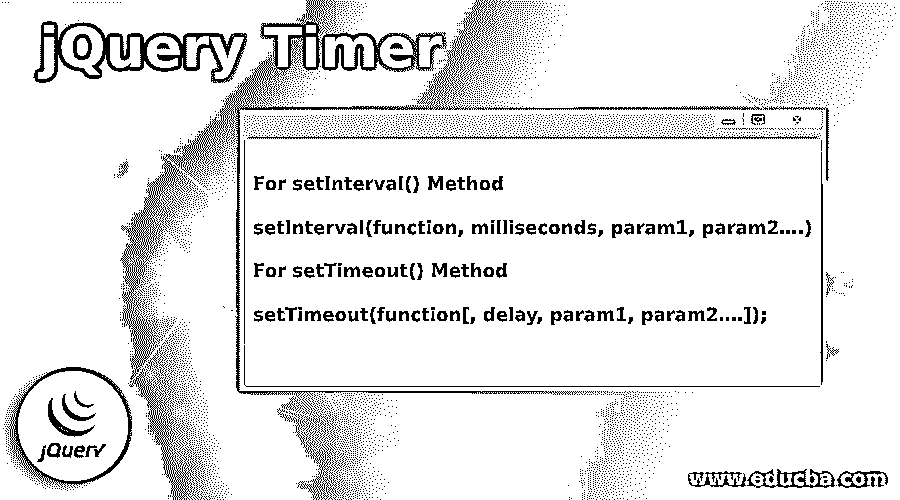 jQuery Timer
For setInterval() Method
setInterval(function, milliseconds, param1, param2....)
For setTimeout() Method
setTimeout(function[, delay, param1, param2....]);
jQuery
www.educba.com